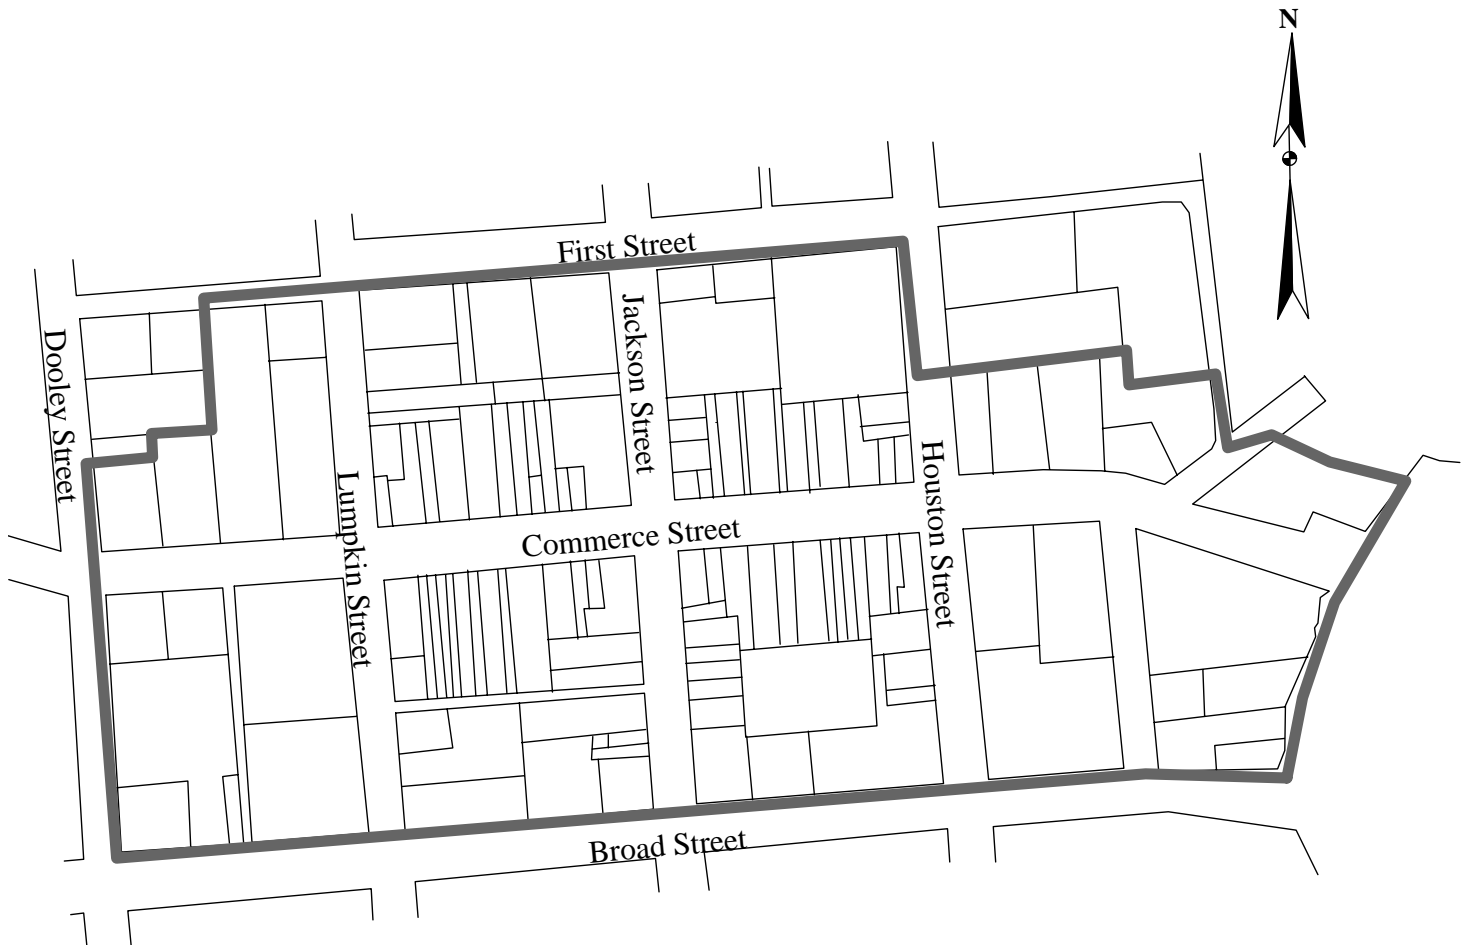 N
First Street
Jackson Street
Dooley Street
Houston Street
Lumpkin Street
Commerce Street
Broad Street